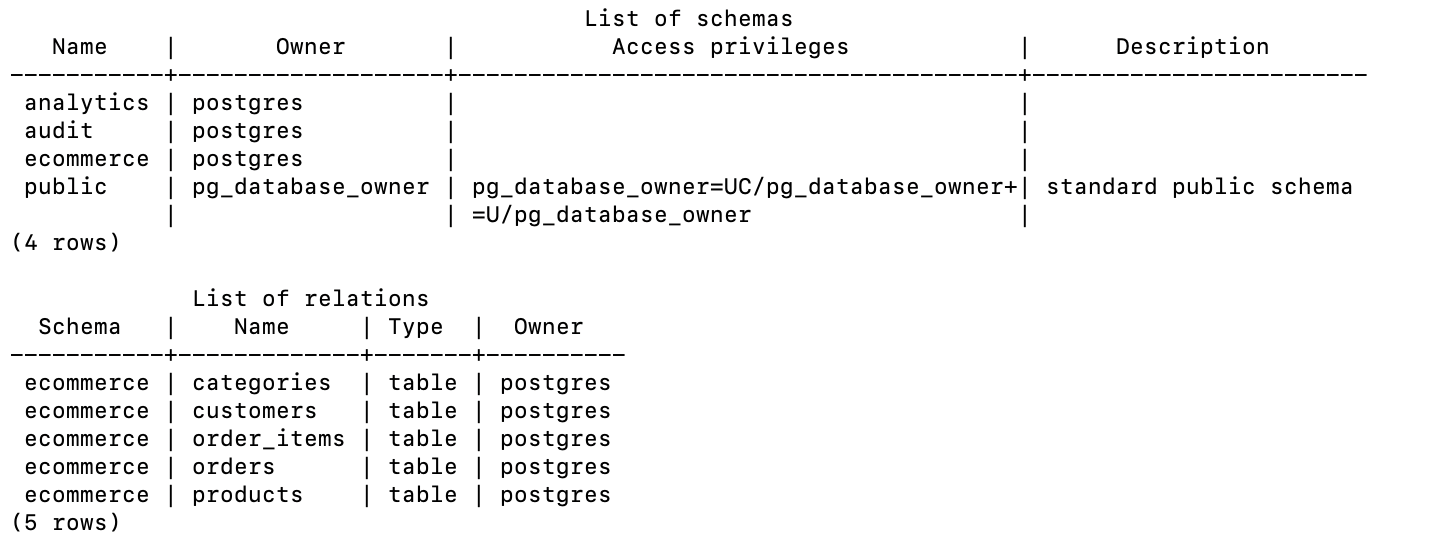 List of schemas
   Name    |       Owner       |           Access privileges            |      Description       
-----------+-------------------+----------------------------------------+------------------------
 analytics | postgres          |                                        | 
 audit     | postgres          |                                        | 
 ecommerce | postgres          |                                        | 
 public    | pg_database_owner | pg_database_owner=UC/pg_database_owner+| standard public schema
           |                   | =U/pg_database_owner                   | 
(4 rows)

             List of relations
  Schema   |    Name     | Type  |  Owner   
-----------+-------------+-------+----------
 ecommerce | categories  | table | postgres
 ecommerce | customers   | table | postgres
 ecommerce | order_items | table | postgres
 ecommerce | orders      | table | postgres
 ecommerce | products    | table | postgres
(5 rows)